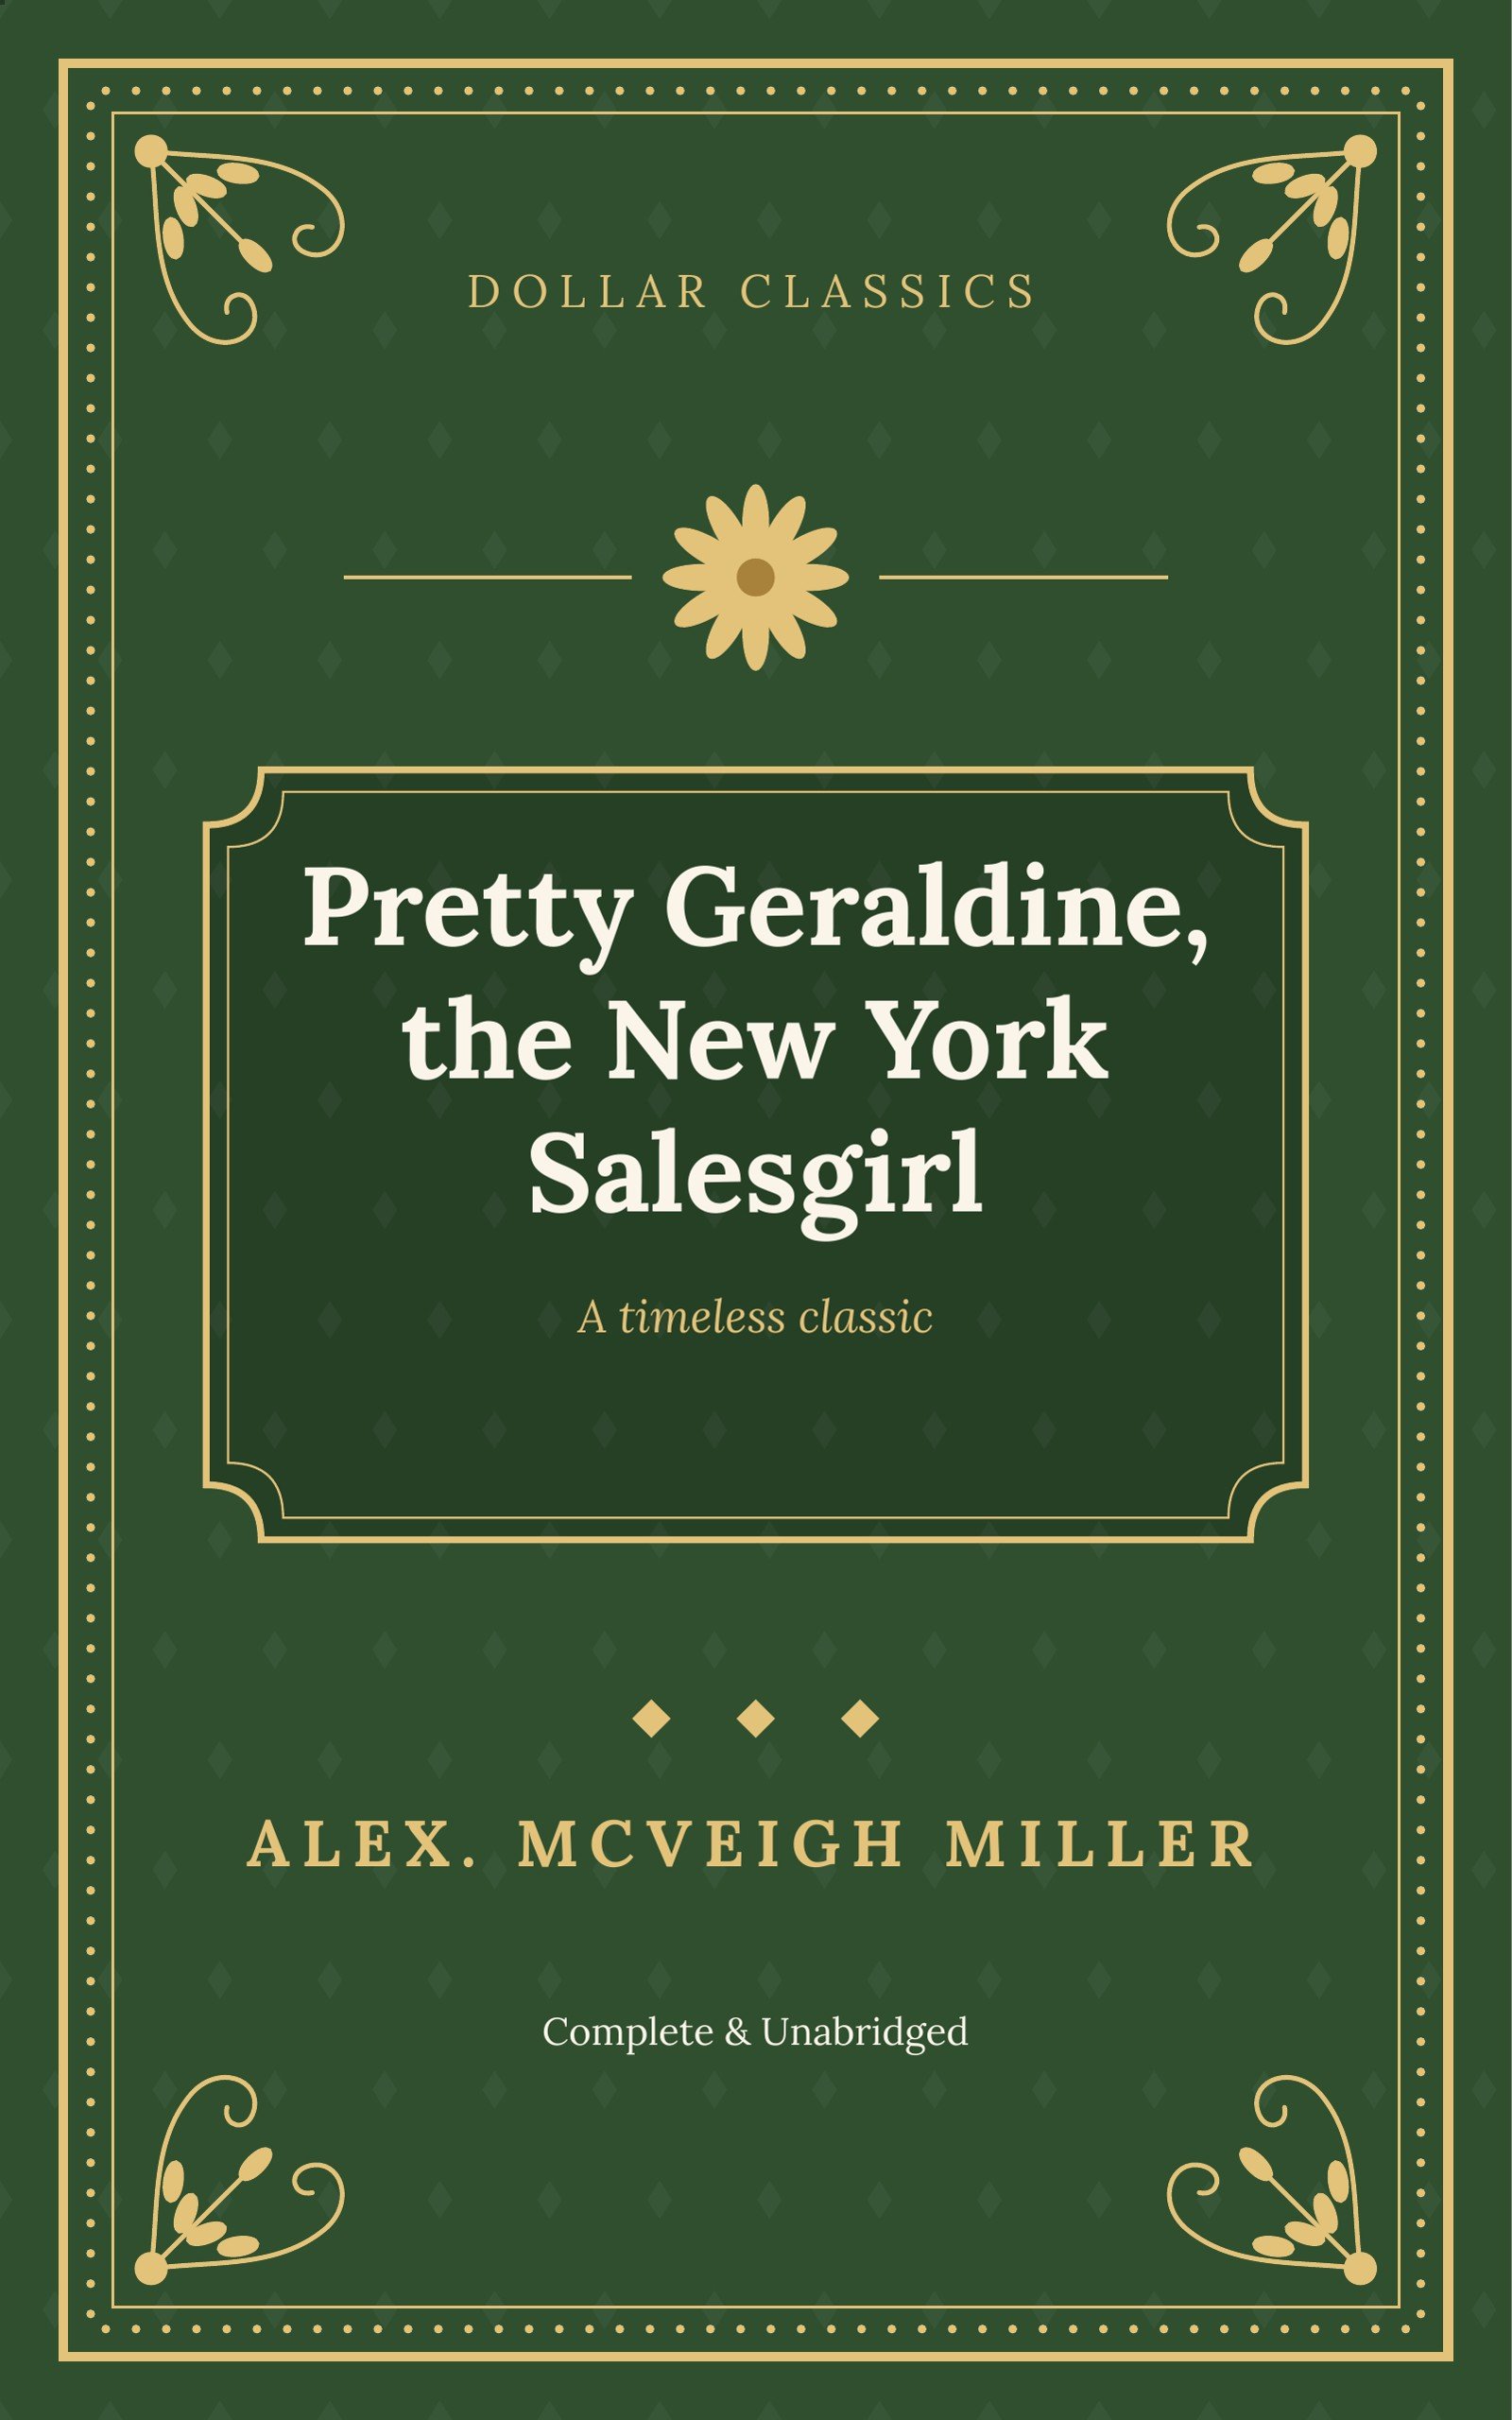 DOLLAR CLASSICS
Pretty Geraldine,
the New York
Salesgirl
A timeless classic
ALEX. MCVEIGH MILLER
Complete & Unabridged